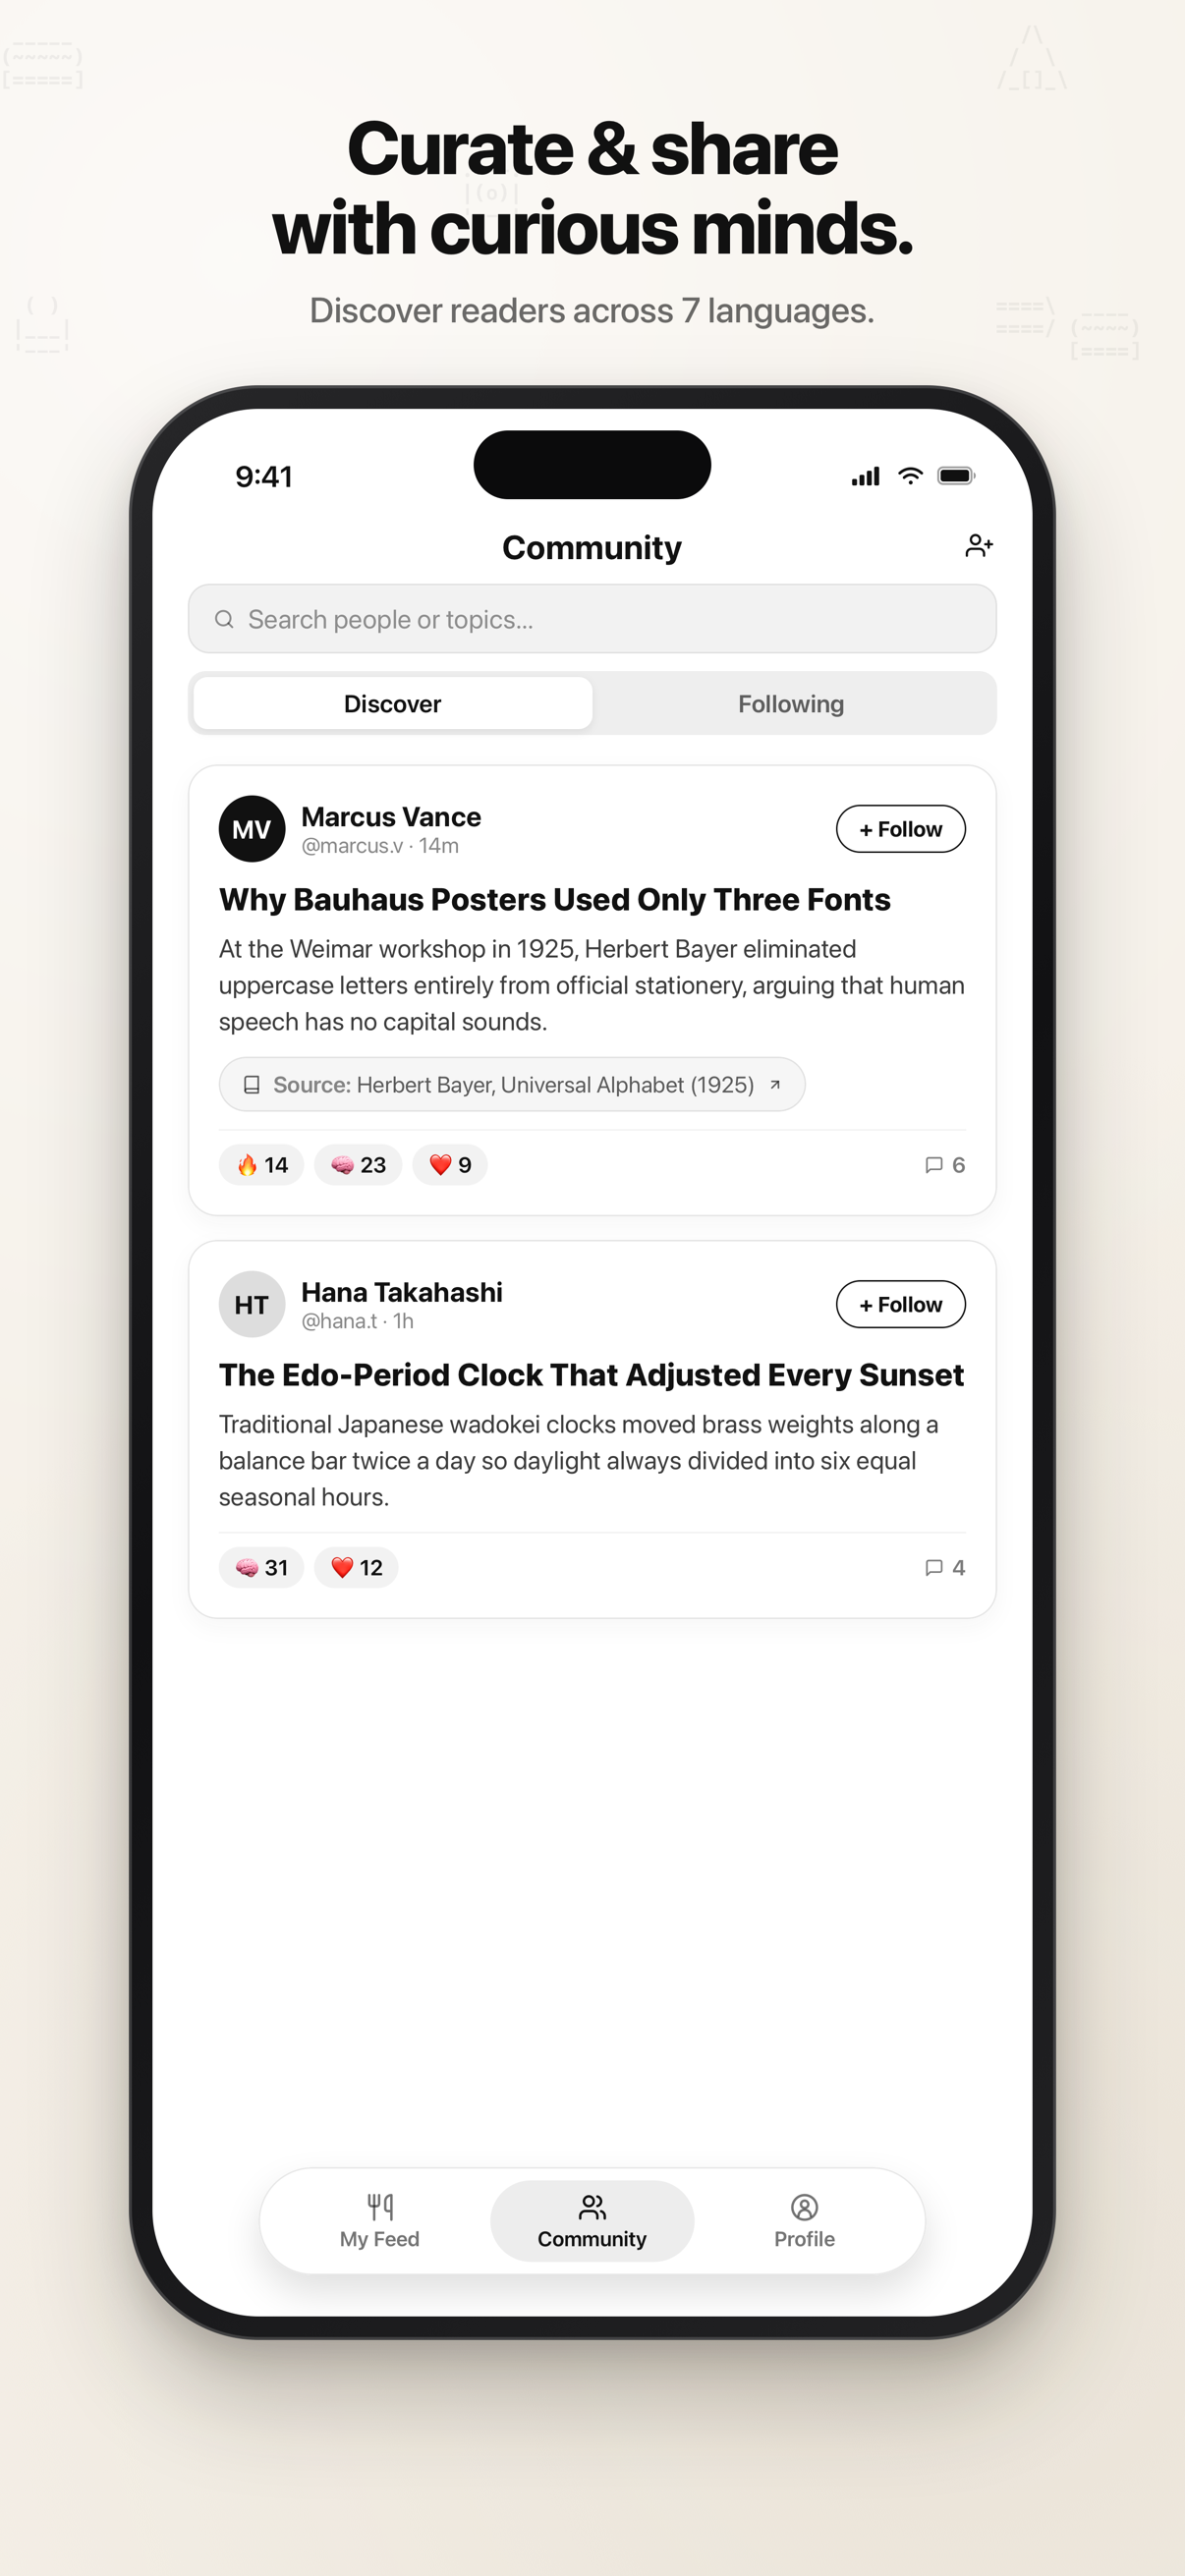 Curate & share
with curious minds.
Discover readers across 7 languages.
9:41
Community
Search people or topics...
Discover
Following
MV
Marcus Vance
@marcus.v · 14m
+ Follow
Why Bauhaus Posters Used Only Three Fonts
At the Weimar workshop in 1925, Herbert Bayer eliminated
uppercase letters entirely from official stationery, arguing that human
speech has no capital sounds.
Source: Herbert Bayer, Universal Alphabet (1925)
🔥 14
🧠 23
❤️ 9
6
HT
Hana Takahashi
@hana.t · 1h
+ Follow
The Edo-Period Clock That Adjusted Every Sunset
Traditional Japanese wadokei clocks moved brass weights along a
balance bar twice a day so daylight always divided into six equal
seasonal hours.
🧠 31
❤️ 12
4
My Feed
Community
Profile